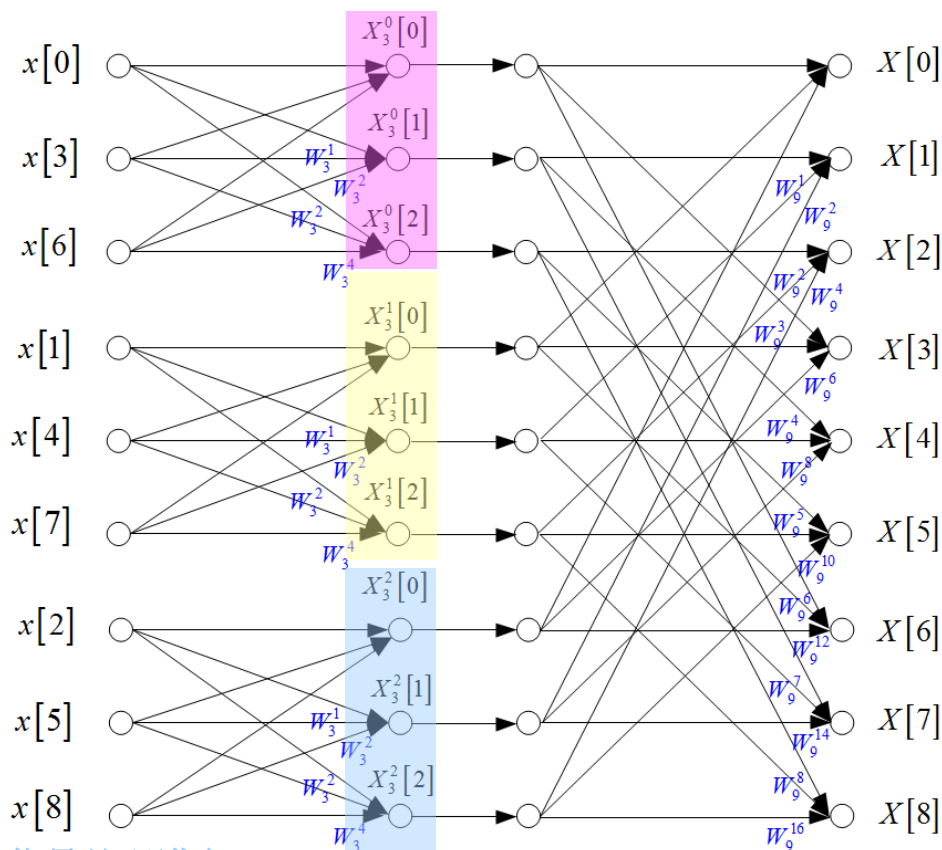 x[0] X_3^0[0] X[0]
x[3] X_3^0[1] X[1]
W_3^1 W_9^1
W_3^2 W_9^2
x[6] W_3^2 X_3^0[2] X[2]
W_3^4 W_9^2 W_9^4
x[1] X_3^1[0] W_9^3 X[3]
W_9^6
x[4] X_3^1[1] W_9^4 X[4]
W_3^1
W_3^2 W_9^8
x[7] W_3^2 X_3^1[2] W_9^5 X[5]
W_3^4 W_9^10
x[2] X_3^2[0] W_9^6 X[6]
W_9^12
x[5] X_3^2[1] W_9^7 X[7]
W_3^1
W_3^2 W_9^14
x[8] W_3^2 X_3^2[2] W_9^8 X[8]
W_3^4 W_9^16